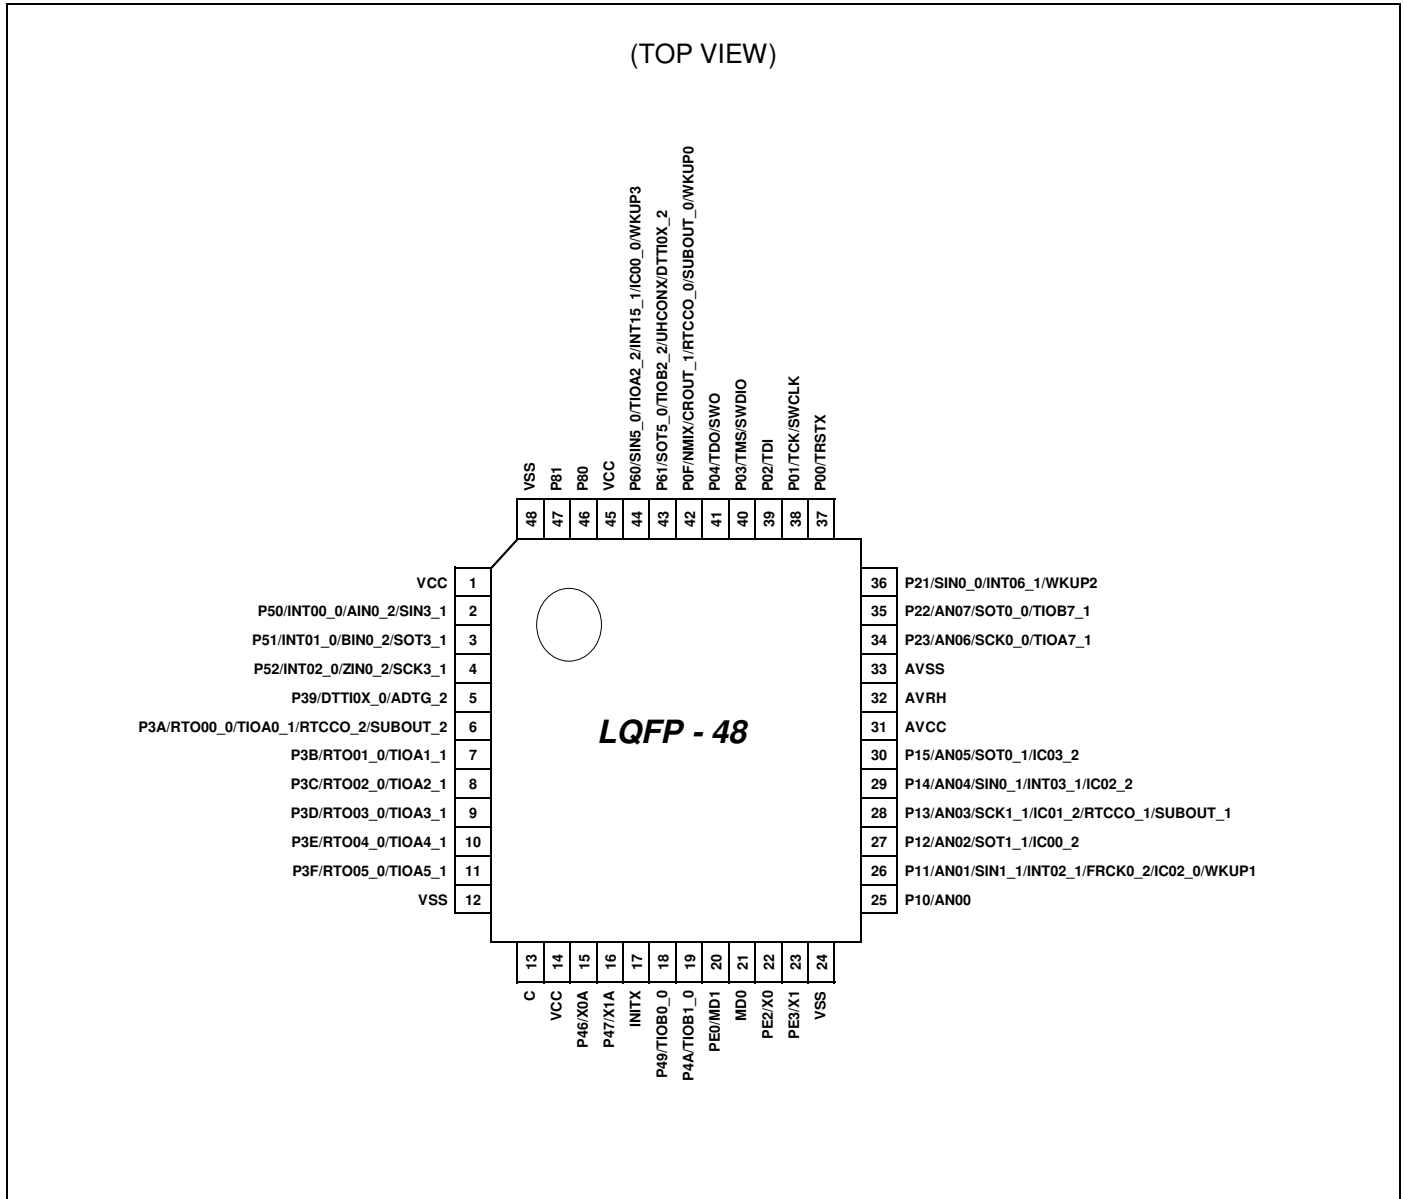 (TOP VIEW)
VSS
P81
P80
VCC
P60/SIN5_0/TIOA2_2/INT15_1/IC00_0/WKUP3
P61/SOT5_0/TIOB2_2/UHCONX/DTTI0X_2
P0F/NMIX/CROUT_1/RTCCO_0/SUBOUT_0/WKUP0
P04/TDO/SWO
P03/TMS/SWDIO
P02/TDI
P01/TCK/SWCLK
P00/TRSTX
48 47 46 45 44 43 42 41 40 39 38 37
VCC 1
P50/INT00_0/AIN0_2/SIN3_1 2
P51/INT01_0/BIN0_2/SOT3_1 3
P52/INT02_0/ZIN0_2/SCK3_1 4
P39/DTTI0X_0/ADTG_2 5
P3A/RTO00_0/TIOA0_1/RTCCO_2/SUBOUT_2 6
P3B/RTO01_0/TIOA1_1 7
P3C/RTO02_0/TIOA2_1 8
P3D/RTO03_0/TIOA3_1 9
P3E/RTO04_0/TIOA4_1 10
P3F/RTO05_0/TIOA5_1 11
VSS 12
LQFP - 48
36 P21/SIN0_0/INT06_1/WKUP2
35 P22/AN07/SOT0_0/TIOB7_1
34 P23/AN06/SCK0_0/TIOA7_1
33 AVSS
32 AVRH
31 AVCC
30 P15/AN05/SOT0_1/IC03_2
29 P14/AN04/SIN0_1/INT03_1/IC02_2
28 P13/AN03/SCK1_1/IC01_2/RTCCO_1/SUBOUT_1
27 P12/AN02/SOT1_1/IC00_2
26 P11/AN01/SIN1_1/INT02_1/FRCK0_2/IC02_0/WKUP1
25 P10/AN00
13 14 15 16 17 18 19 20 21 22 23 24
C
VCC
P46/X0A
P47/X1A
INITX
P49/TIOB0_0
P4A/TIOB1_0
PE0/MD1
MD0
PE2/X0
PE3/X1
VSS